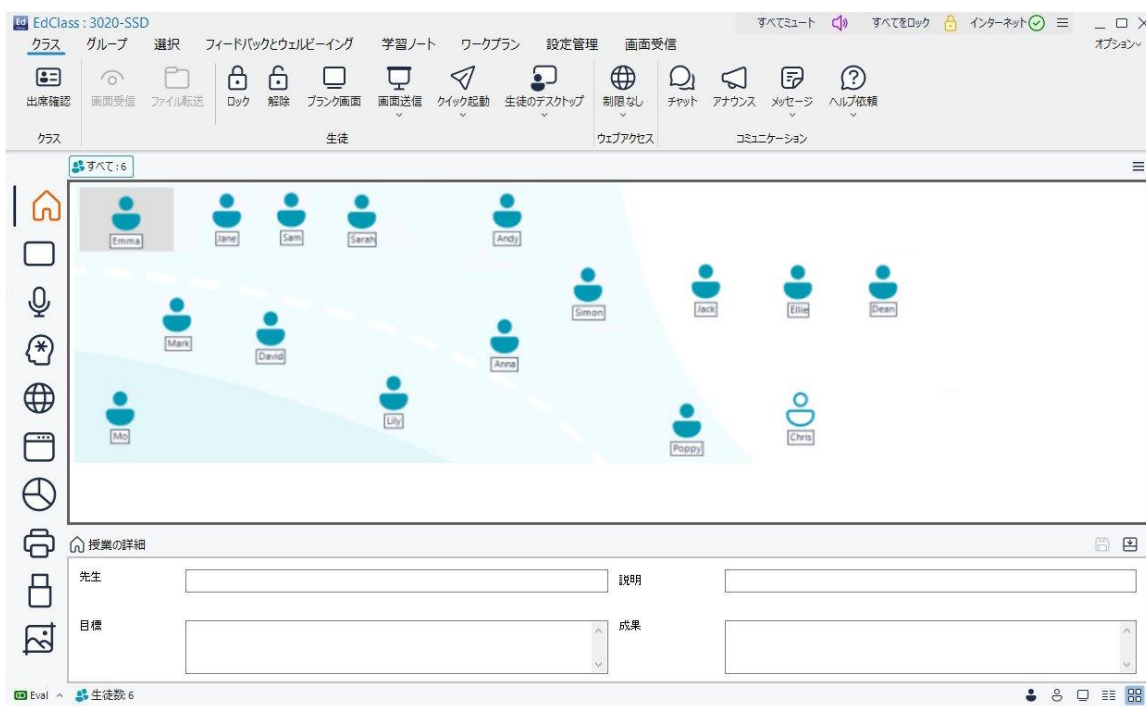 EdClass : 3020-SSD
すべてミュート すべてをロック インターネット
クラス グループ 選択 フィードバックとウェルビーイング 学習ノート ワークプラン 設定管理 画面受信 オプション
出席確認 画面受信 ファイル転送 ロック 解除 ブランク画面 画面送信 クイック起動 生徒のデスクトップ 制限なし チャット アナウンス メッセージ ヘルプ依頼
クラス 生徒 ウェブアクセス コミュニケーション
すべて:6
Emma Jane Sam Sarah Andy
Simon Jack Ellie Dean
Mark David Anna
Mo Lily Poppy Chris
授業の詳細
先生 説明
目標 成果
Eval 生徒数: 6